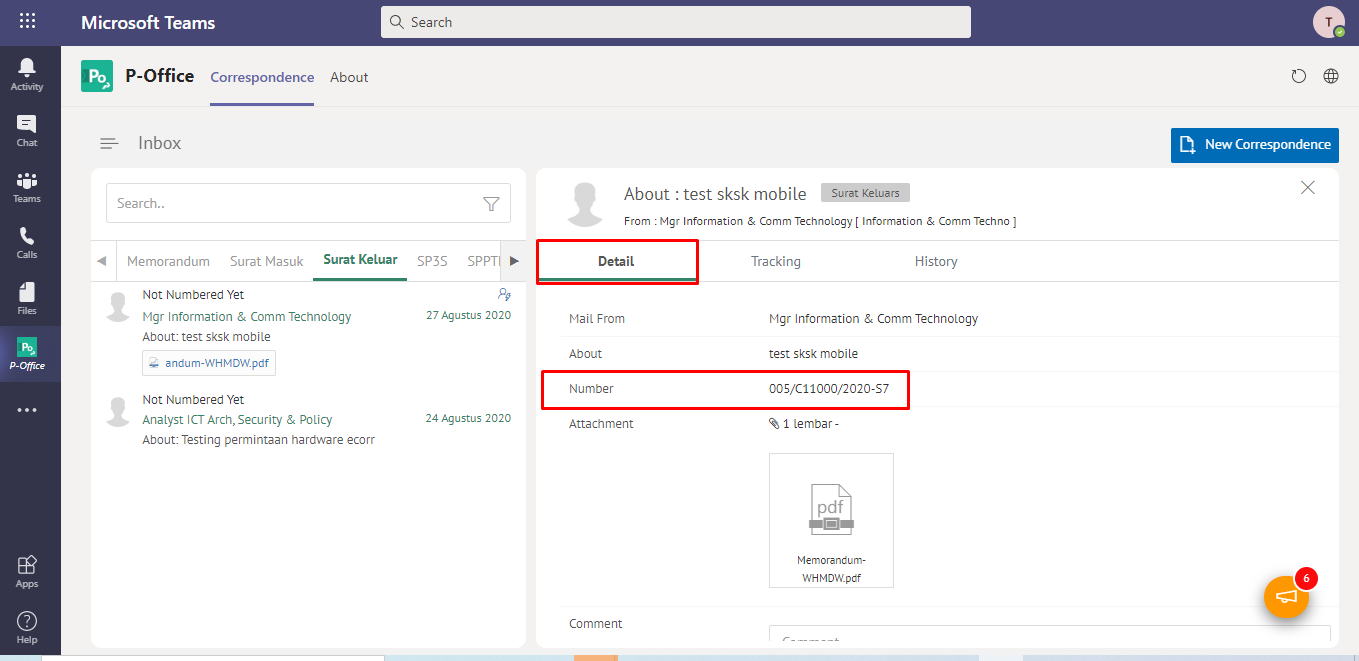 Microsoft Teams
Search
T
Activity
Chat
Teams
Calls
Files
Po
P-Office
Apps
Help
Po
P-Office
Correspondence
About
Inbox
New Correspondence
Search..
Memorandum
Surat Masuk
Surat Keluar
SP3S
SPPTI
Not Numbered Yet
Mgr Information & Comm Technology
27 Agustus 2020
About: test sksk mobile
andum-WHMDW.pdf
Not Numbered Yet
Analyst ICT Arch, Security & Policy
24 Agustus 2020
About: Testing permintaan hardware ecorr
About : test sksk mobile
Surat Keluars
From : Mgr Information & Comm Technology [ Information & Comm Techno ]
Detail
Tracking
History
Mail From
Mgr Information & Comm Technology
About
test sksk mobile
Number
005/C11000/2020-S7
Attachment
1 lembar -
pdf
Memorandum-
WHMDW.pdf
6
Comment
Comment